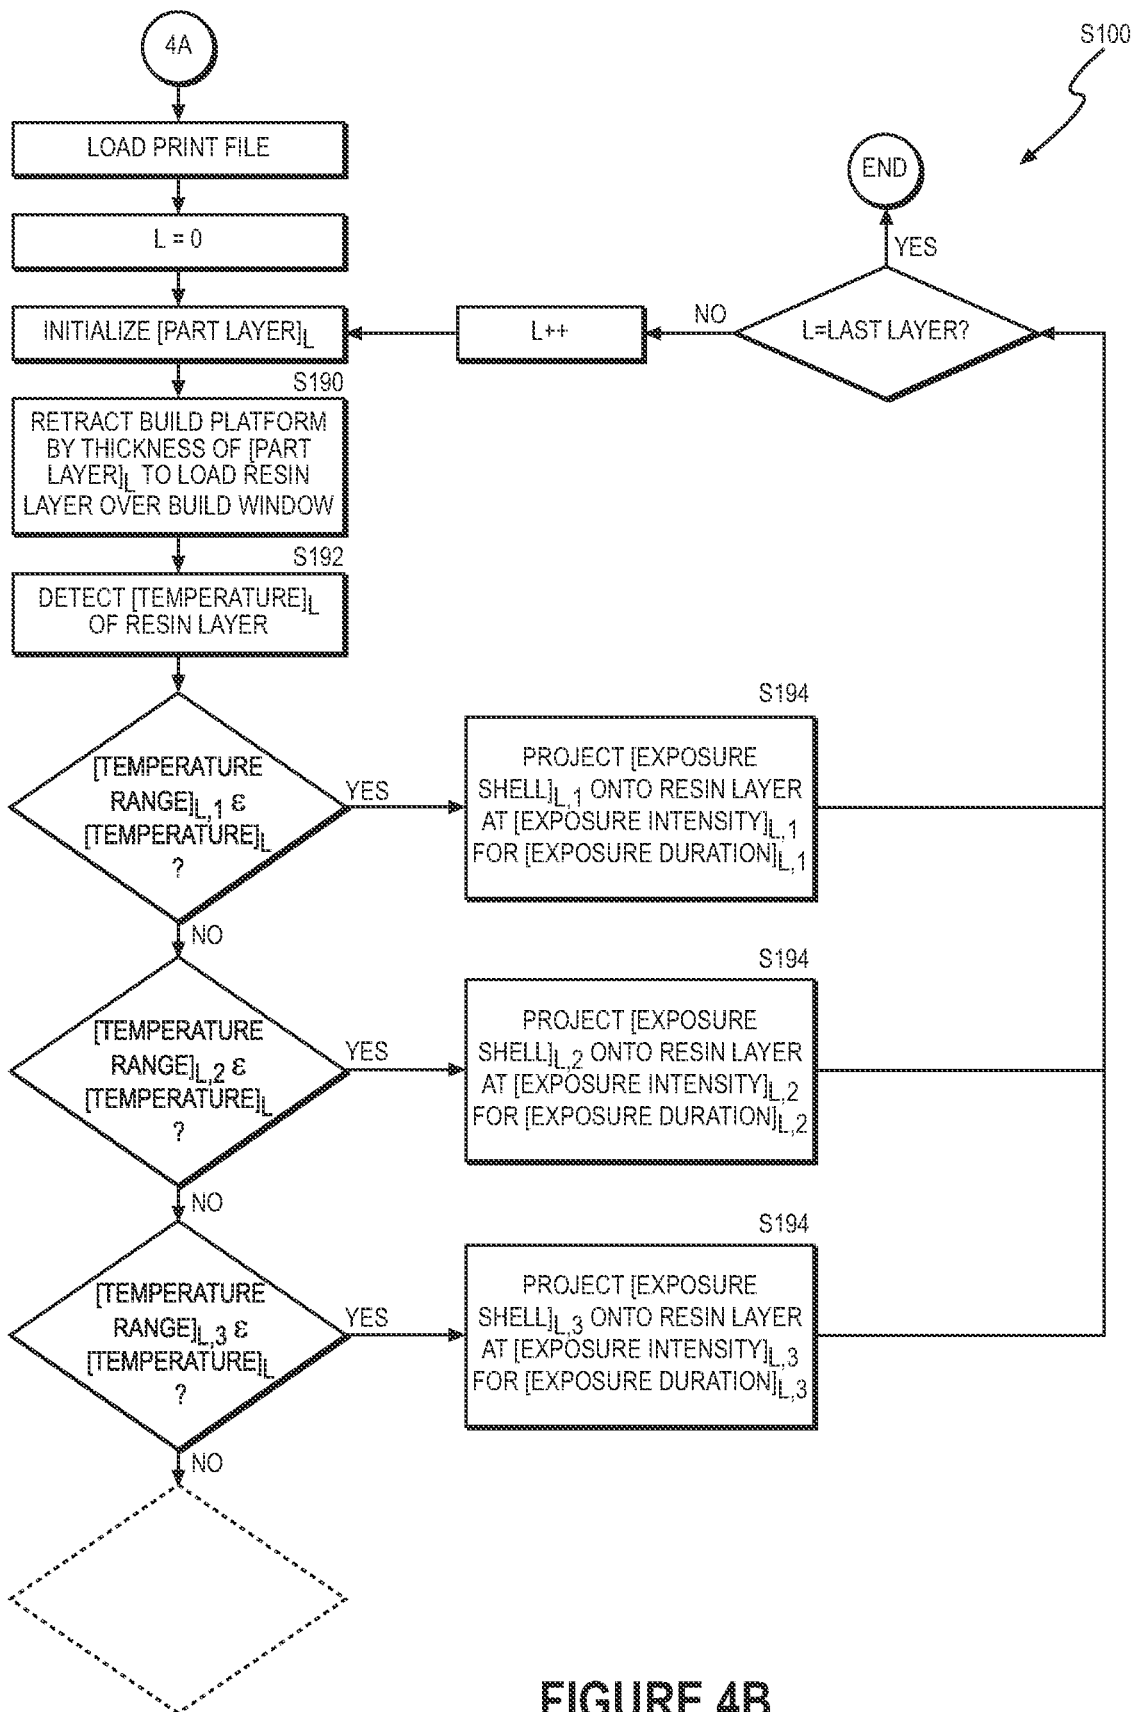 4A
S100
LOAD PRINT FILE
END
L = 0
YES
INITIALIZE [PART LAYER]L
L++
NO
L=LAST LAYER?
S190
RETRACT BUILD PLATFORM
BY THICKNESS OF [PART
LAYER]L TO LOAD RESIN
LAYER OVER BUILD WINDOW
S192
DETECT [TEMPERATURE]L
OF RESIN LAYER
[TEMPERATURE
RANGE]L,1 ε
[TEMPERATURE]L
?
YES
S194
PROJECT [EXPOSURE
SHELL]L,1 ONTO RESIN LAYER
AT [EXPOSURE INTENSITY]L,1
FOR [EXPOSURE DURATION]L,1
NO
[TEMPERATURE
RANGE]L,2 ε
[TEMPERATURE]L
?
YES
S194
PROJECT [EXPOSURE
SHELL]L,2 ONTO RESIN LAYER
AT [EXPOSURE INTENSITY]L,2
FOR [EXPOSURE DURATION]L,2
NO
[TEMPERATURE
RANGE]L,3 ε
[TEMPERATURE]L
?
YES
S194
PROJECT [EXPOSURE
SHELL]L,3 ONTO RESIN LAYER
AT [EXPOSURE INTENSITY]L,3
FOR [EXPOSURE DURATION]L,3
NO
FIGURE 4B